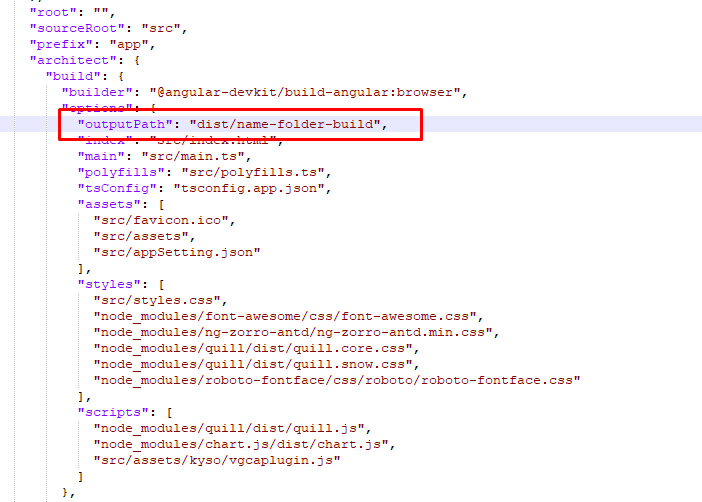 "root": "",
"sourceRoot": "src",
"prefix": "app",
"architect": {
"build": {
"builder": "@angular-devkit/build-angular:browser",
"options": {
"outputPath": "dist/name-folder-build",
"index": "src/index.html",
"main": "src/main.ts",
"polyfills": "src/polyfills.ts",
"tsConfig": "tsconfig.app.json",
"assets": [
"src/favicon.ico",
"src/assets",
"src/appSetting.json"
],
"styles": [
"src/styles.css",
"node_modules/font-awesome/css/font-awesome.css",
"node_modules/ng-zorro-antd/ng-zorro-antd.min.css",
"node_modules/quill/dist/quill.core.css",
"node_modules/quill/dist/quill.snow.css",
"node_modules/roboto-fontface/css/roboto/roboto-fontface.css"
],
"scripts": [
"node_modules/quill/dist/quill.js",
"node_modules/chart.js/dist/chart.js",
"src/assets/kyso/vgcaplugin.js"
]
},